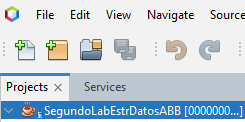 File Edit View Navigate Source
Projects Services
SegundoLabEstrDatosABB [0000000...]